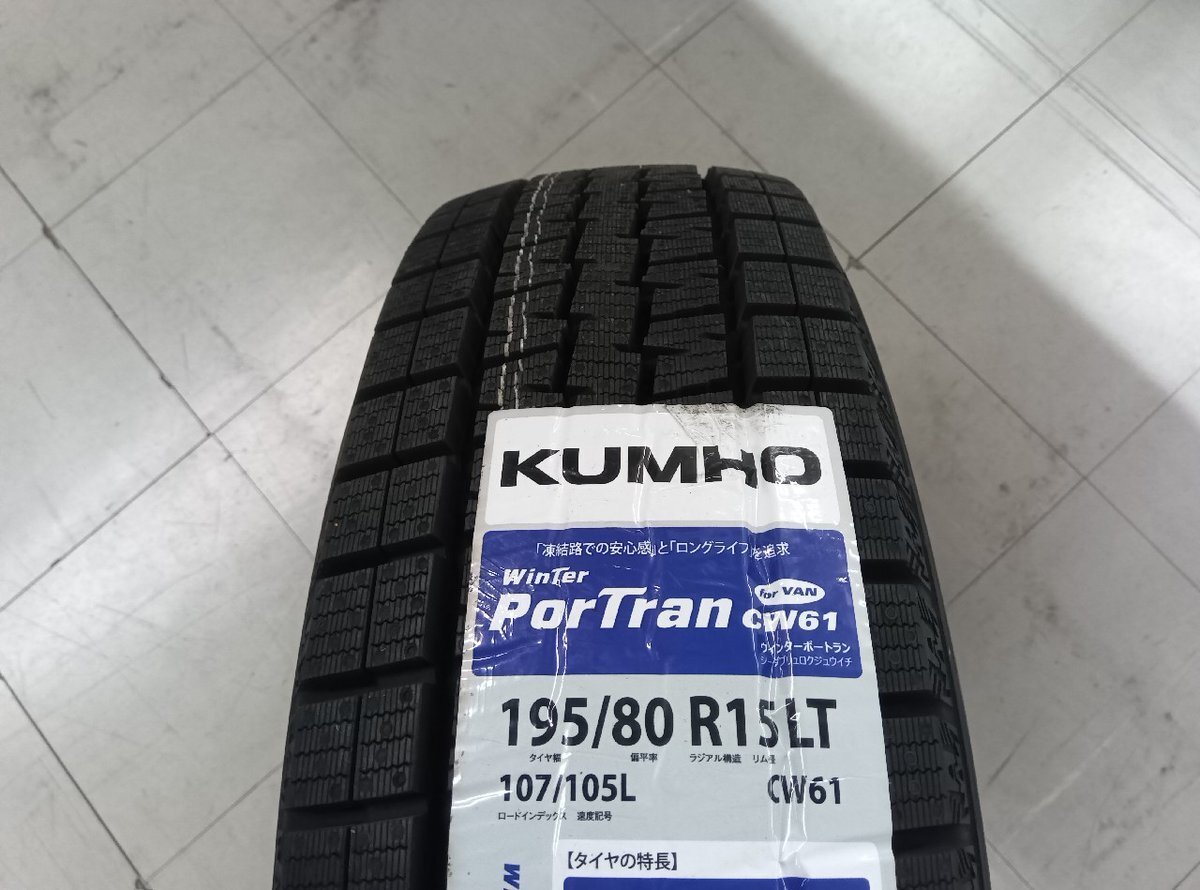 KUMHO
「凍結路での安心感」と「ロングライフ」を追求
WinTer
PorTran CW61
for VAN
ウィンターポートラン
シーダブリュロクジュウイチ
195/80 R15LT
タイヤ幅 偏平率 ラジアル構造 リム径
107/105L CW61
ロードインデックス 速度記号
【タイヤの特長】